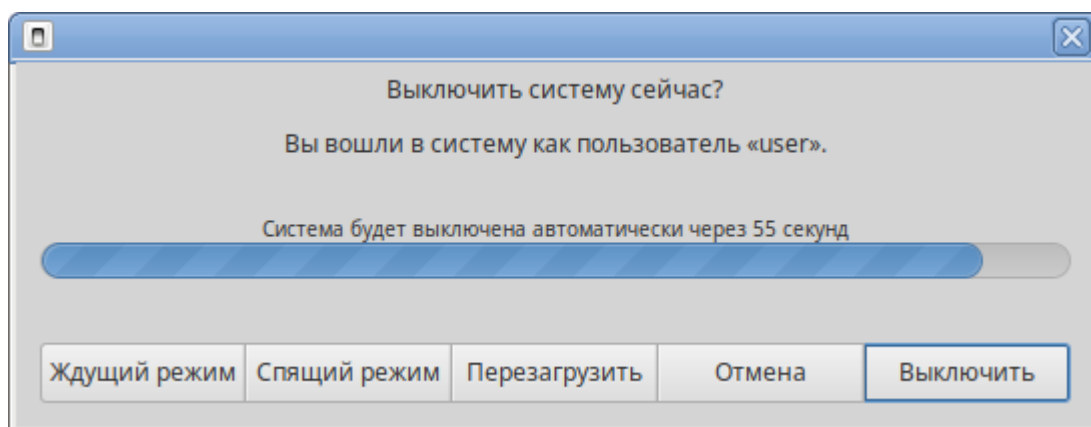 Выключить систему сейчас?
Вы вошли в систему как пользователь «user».
Система будет выключена автоматически через 55 секунд
Ждущий режим Спящий режим Перезагрузить Отмена Выключить